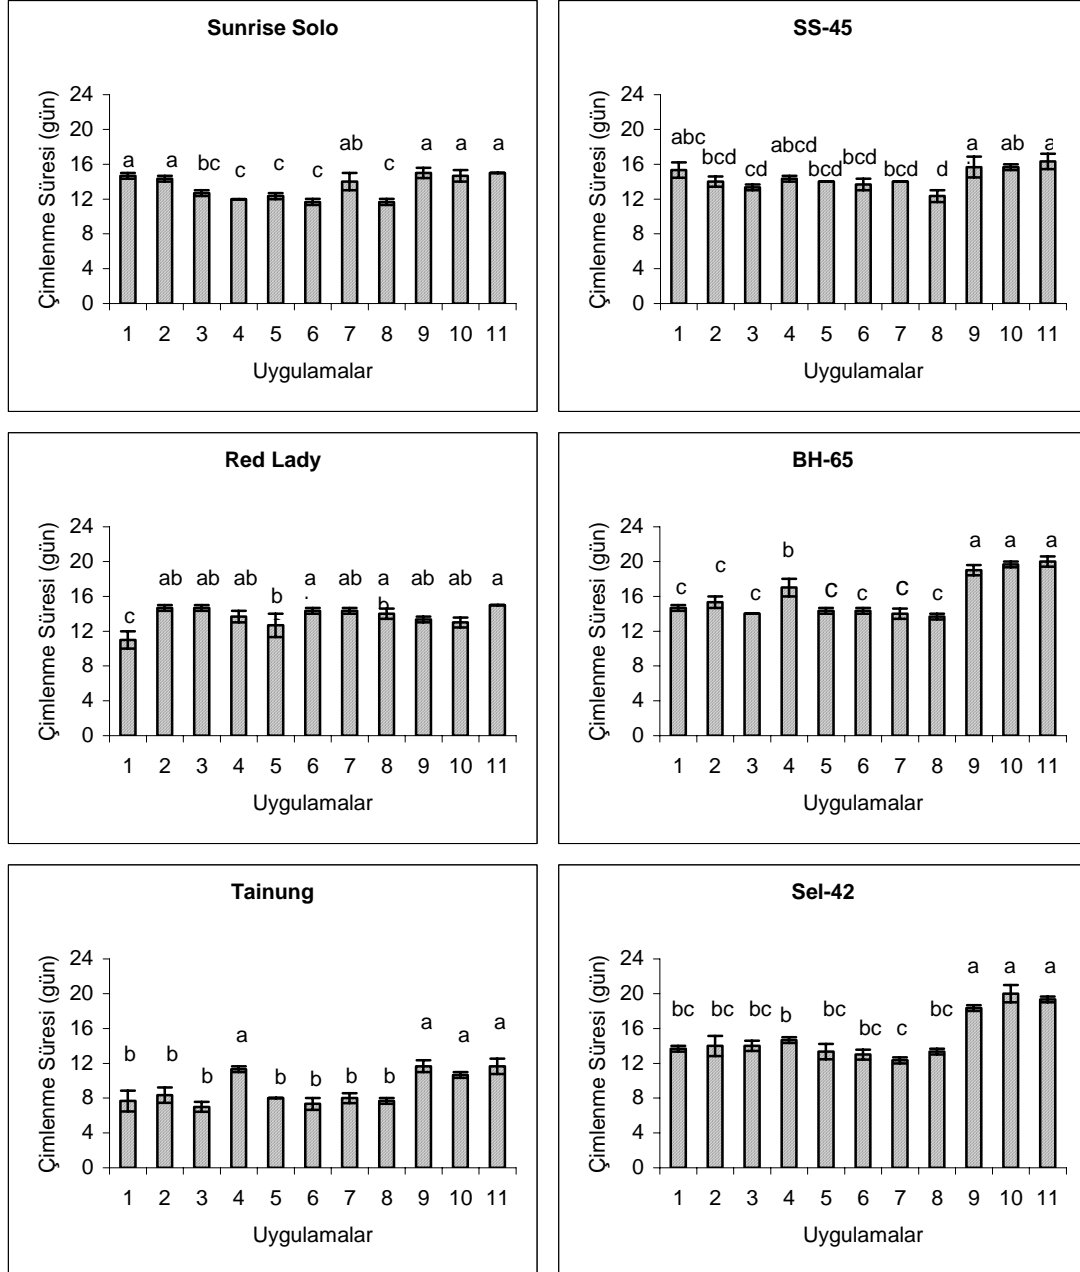 Sunrise Solo
Çimlenme Süresi (gün)
24
20
16
12
8
4
0
a a bc c c c ab c a a a
1 2 3 4 5 6 7 8 9 10 11
Uygulamalar
SS-45
Çimlenme Süresi (gün)
24
20
16
12
8
4
0
abc bcd cd abcd bcd bcd bcd d a ab a
1 2 3 4 5 6 7 8 9 10 11
Uygulamalar
Red Lady
Çimlenme Süresi (gün)
24
20
16
12
8
4
0
c ab ab ab b a ab a ab ab a
b
1 2 3 4 5 6 7 8 9 10 11
Uygulamalar
BH-65
Çimlenme Süresi (gün)
24
20
16
12
8
4
0
c c c b c c c c a a a
1 2 3 4 5 6 7 8 9 10 11
Uygulamalar
Tainung
Çimlenme Süresi (gün)
24
20
16
12
8
4
0
b b b a b b b b a a a
1 2 3 4 5 6 7 8 9 10 11
Uygulamalar
Sel-42
Çimlenme Süresi (gün)
24
20
16
12
8
4
0
bc bc bc b bc bc c bc a a a
1 2 3 4 5 6 7 8 9 10 11
Uygulamalar